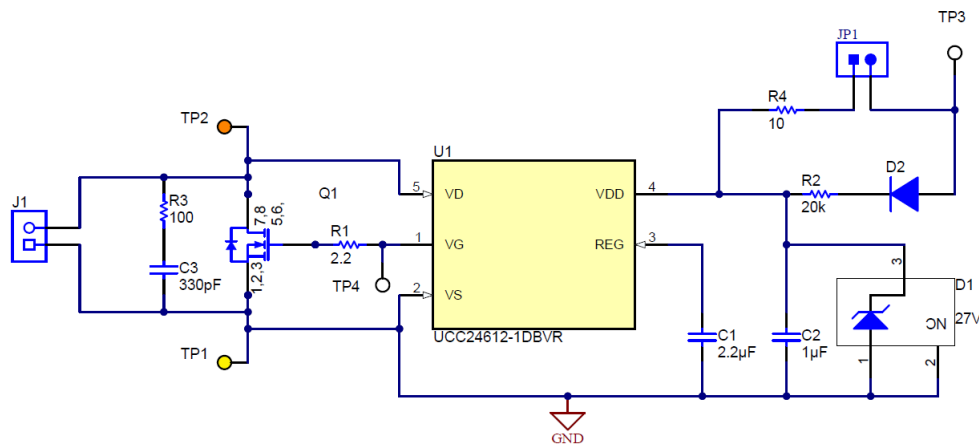 TP3
JP1
R4
10
TP2
U1
J1
R3
100
Q1
7,8
5,6,
5
VD
VDD
4
R2
20k
D2
R1
2.2
1
VG
REG
3
C3
330pF
1,2,3
TP4
2
VS
3
D1
27V
NC
C1
2.2µF
C2
1µF
UCC24612-1DBVR
TP1
1
2
GND